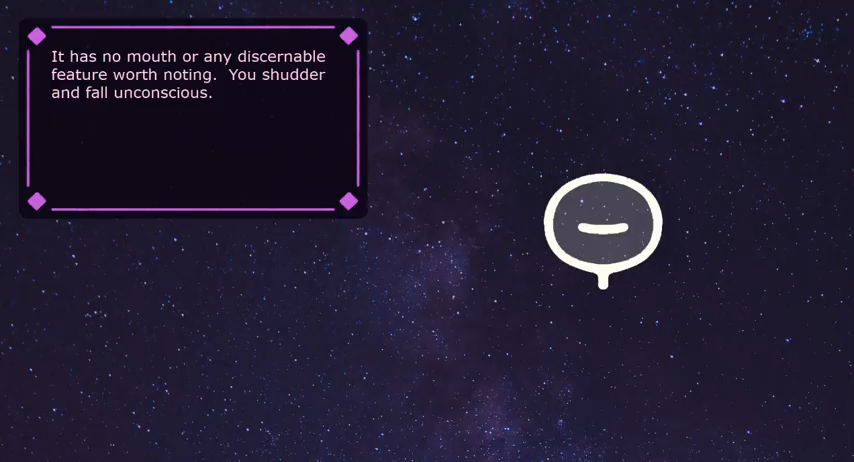 It has no mouth or any discernable
feature worth noting.  You shudder
and fall unconscious.